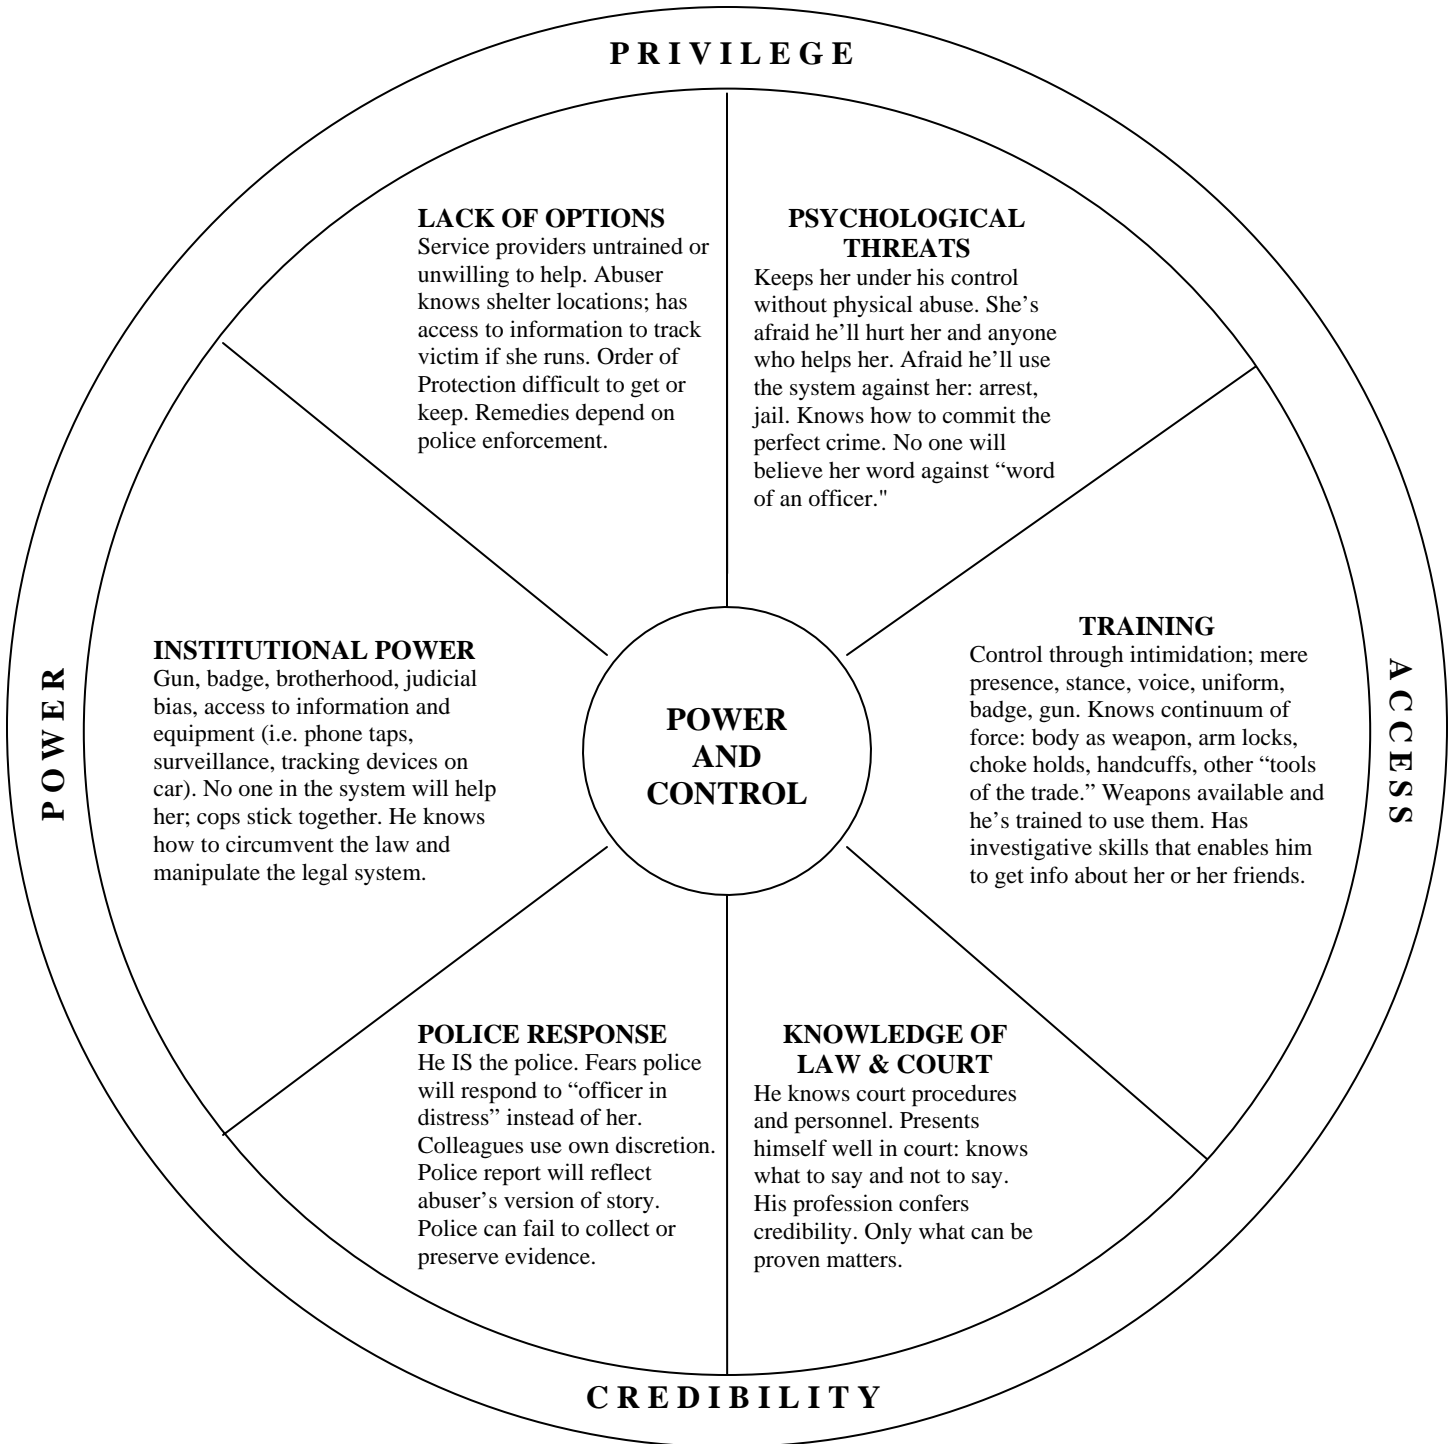 PRIVILEGE
LACK OF OPTIONS
Service providers untrained or
unwilling to help. Abuser
knows shelter locations; has
access to information to track
victim if she runs. Order of
Protection difficult to get or
keep. Remedies depend on
police enforcement.
PSYCHOLOGICAL
THREATS
Keeps her under his control
without physical abuse. She’s
afraid he’ll hurt her and anyone
who helps her. Afraid he’ll use
the system against her: arrest,
jail. Knows how to commit the
perfect crime. No one will
believe her word against “word
of an officer."
POWER
INSTITUTIONAL POWER
Gun, badge, brotherhood, judicial
bias, access to information and
equipment (i.e. phone taps,
surveillance, tracking devices on
car). No one in the system will help
her; cops stick together. He knows
how to circumvent the law and
manipulate the legal system.
POWER
AND
CONTROL
TRAINING
Control through intimidation; mere
presence, stance, voice, uniform,
badge, gun. Knows continuum of
force: body as weapon, arm locks,
choke holds, handcuffs, other “tools
of the trade.” Weapons available and
he’s trained to use them. Has
investigative skills that enables him
to get info about her or her friends.
ACCESS
POLICE RESPONSE
He IS the police. Fears police
will respond to “officer in
distress” instead of her.
Colleagues use own discretion.
Police report will reflect
abuser’s version of story.
Police can fail to collect or
preserve evidence.
KNOWLEDGE OF
LAW & COURT
He knows court procedures
and personnel. Presents
himself well in court: knows
what to say and not to say.
His profession confers
credibility. Only what can be
proven matters.
CREDIBILITY